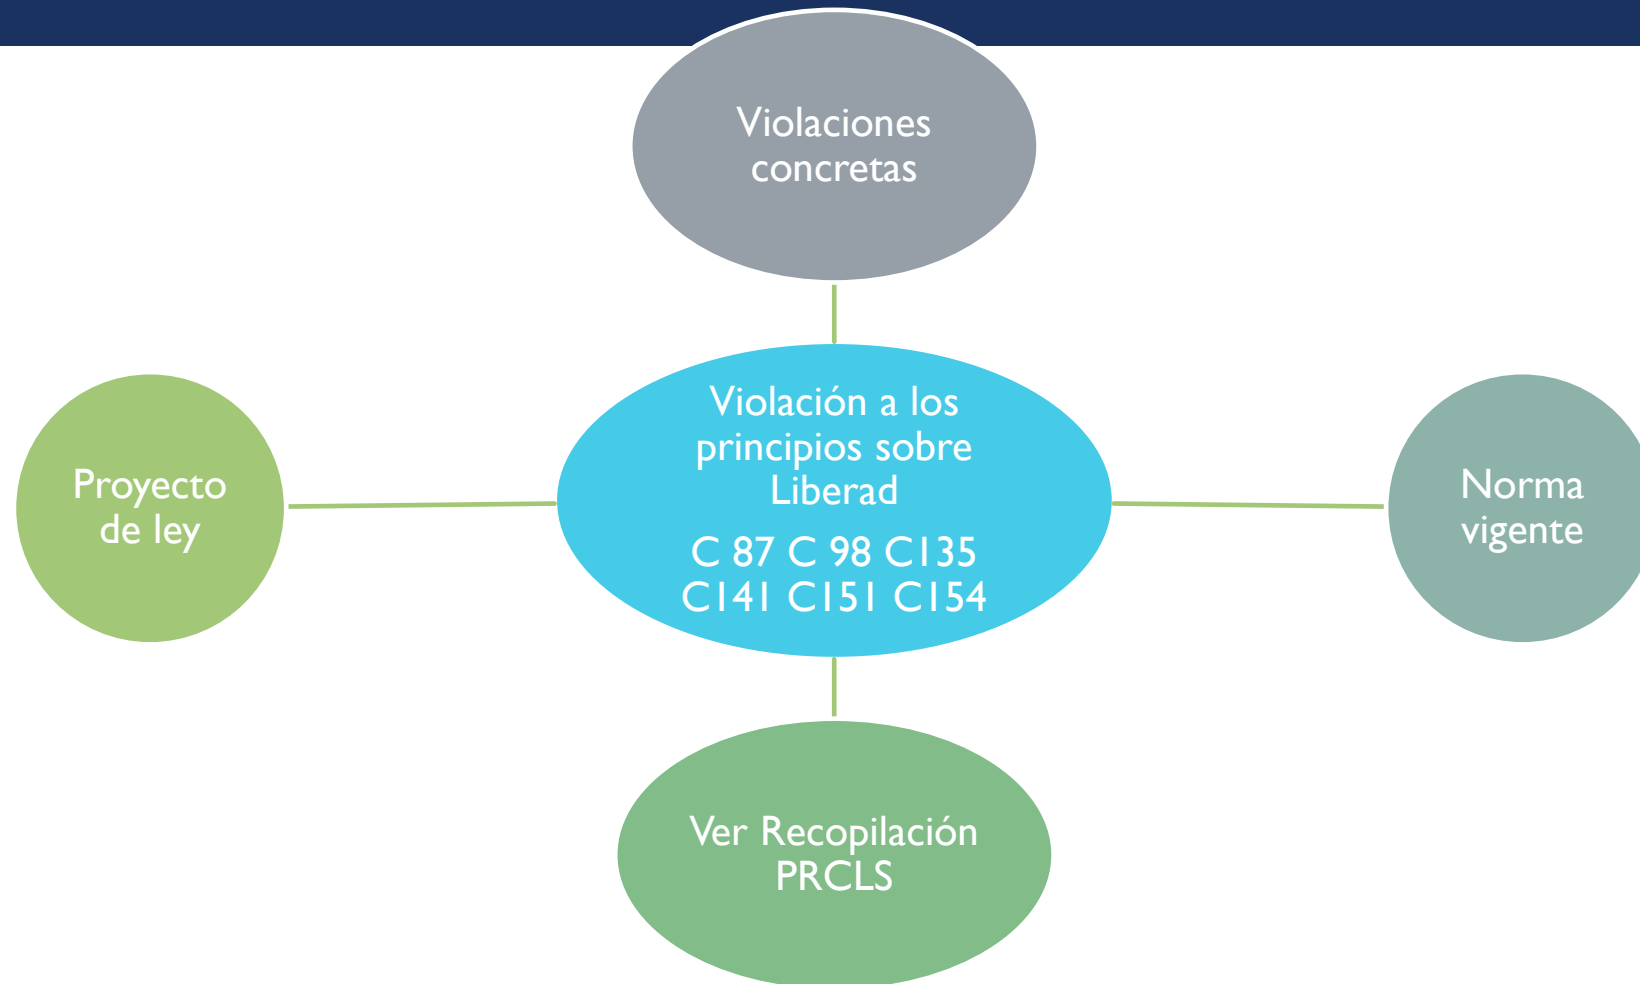 Violaciones
concretas
Violación a los
principios sobre
Liberad
C 87 C 98 C135
C141 C151 C154
Proyecto
de ley
Norma
vigente
Ver Recopilación
PRCLS